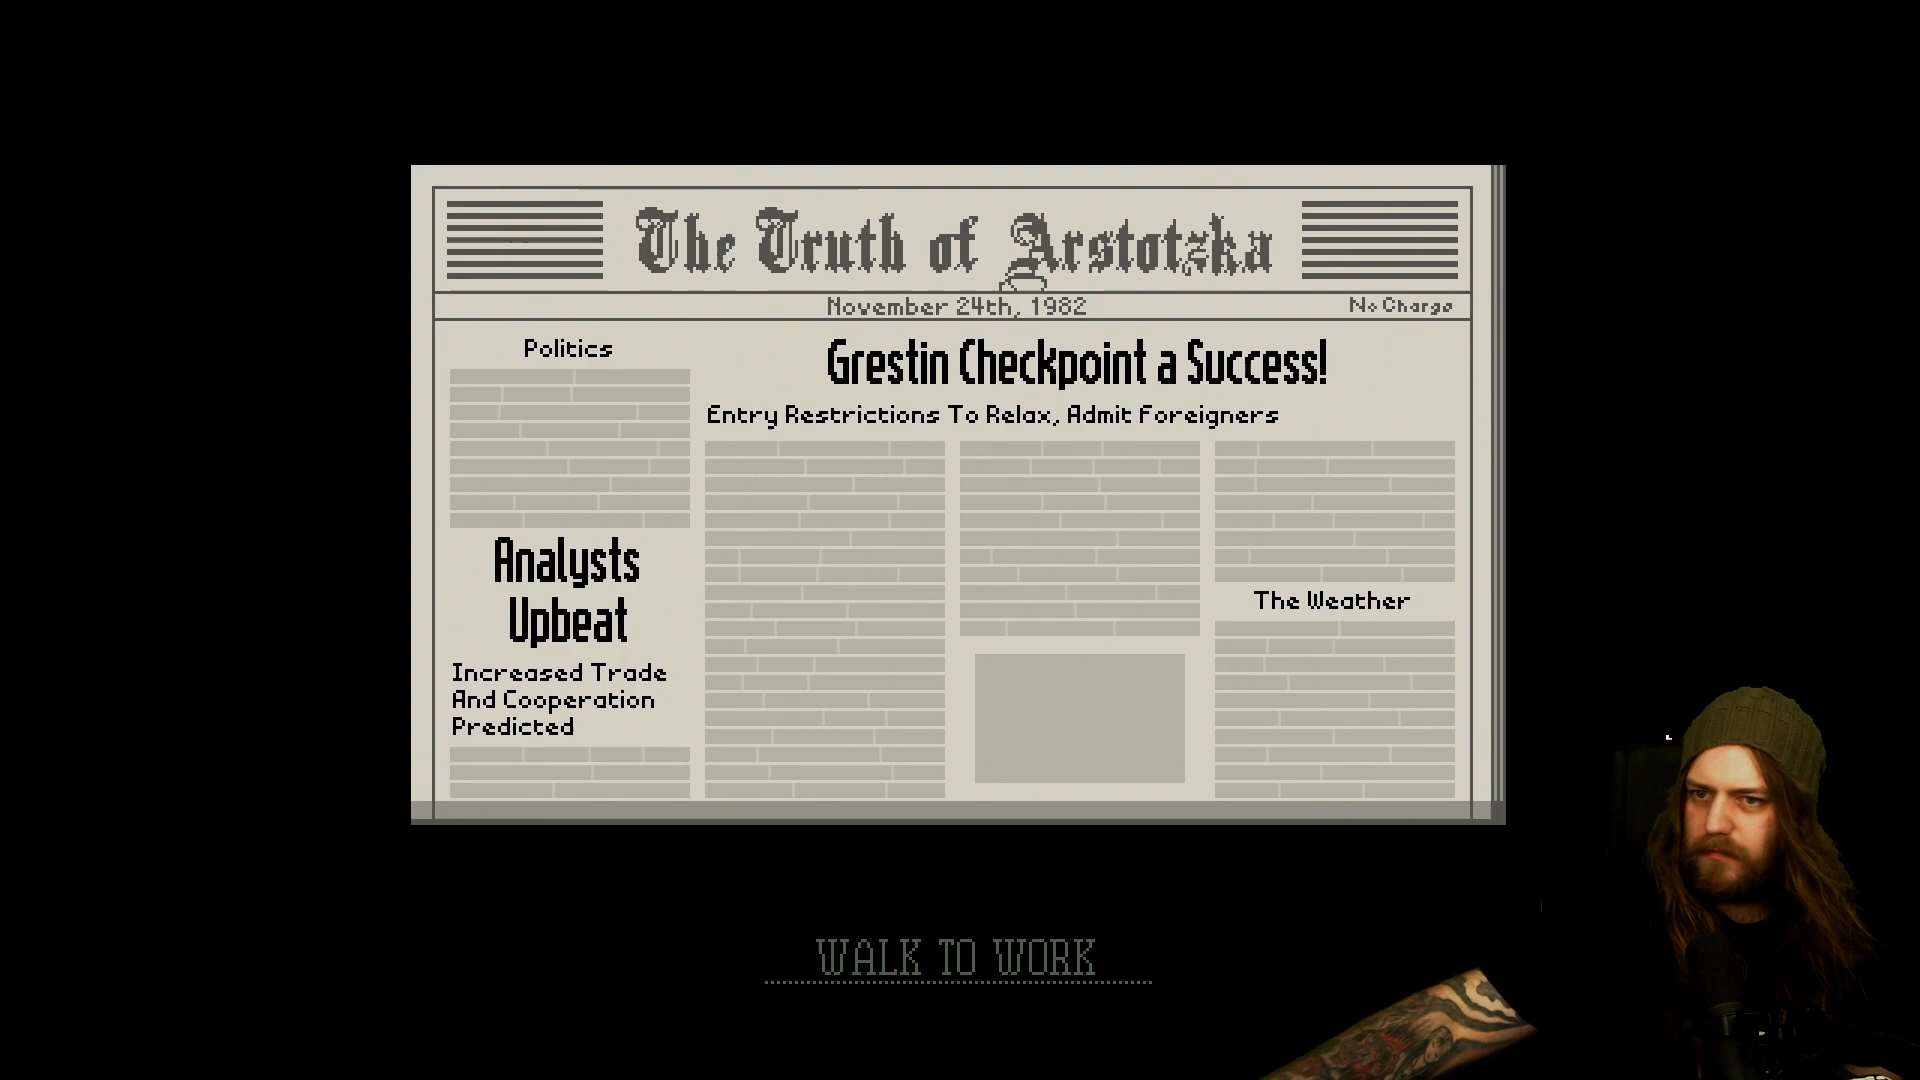 The Truth of Arstotzka
November 24th, 1982
No Charge
Politics
Analysts
Upbeat
Increased Trade
And Cooperation
Predicted
Grestin Checkpoint a Success!
Entry Restrictions To Relax, Admit Foreigners
The Weather
WALK TO WORK